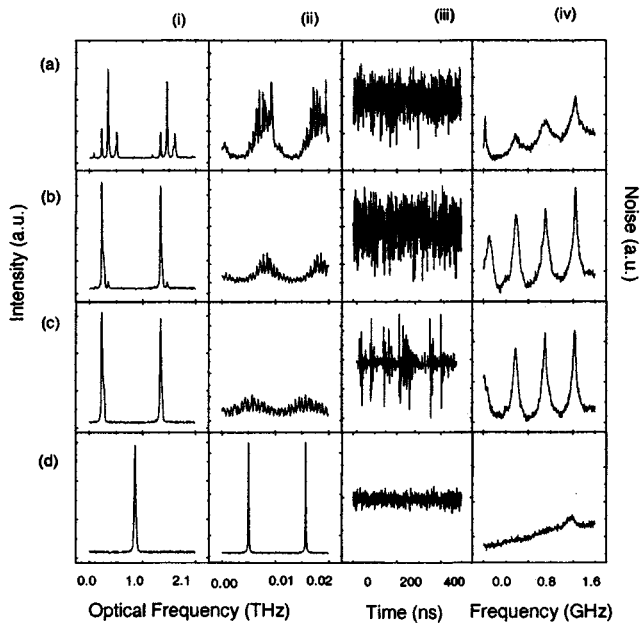 (i) (ii) (iii) (iv)
(a)
(b)
(c)
(d)
Intensity (a.u.)
Noise (a.u.)
0.0 1.0 2.1 0.00 0.01 0.02 0 200 400 0.0 0.8 1.6
Optical Frequency (THz) Time (ns) Frequency (GHz)